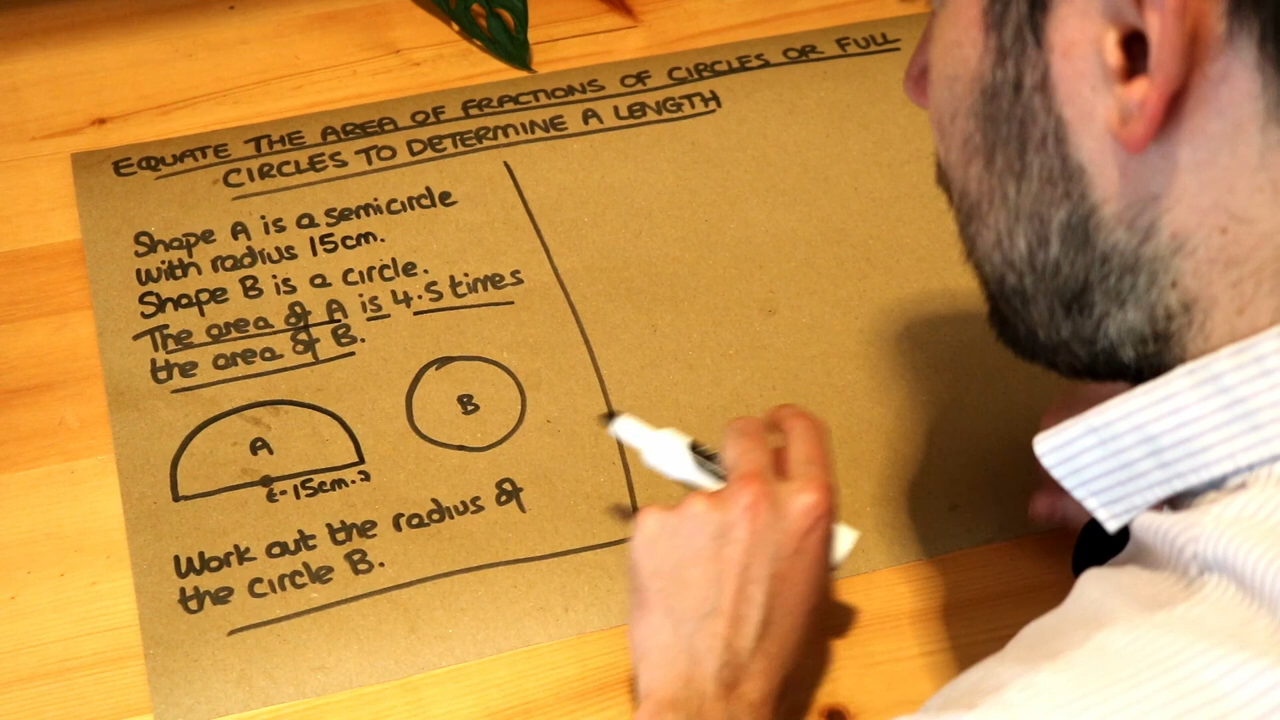 EQUATE THE AREA OF FRACTIONS OF CIRCLES OR FULL
CIRCLES TO DETERMINE A LENGTH
Shape A is a semicircle
with radius 15cm.
Shape B is a circle.
The area of A is 4.5 times
the area of B.
A
B
15cm.
Work out the radius of
the circle B.